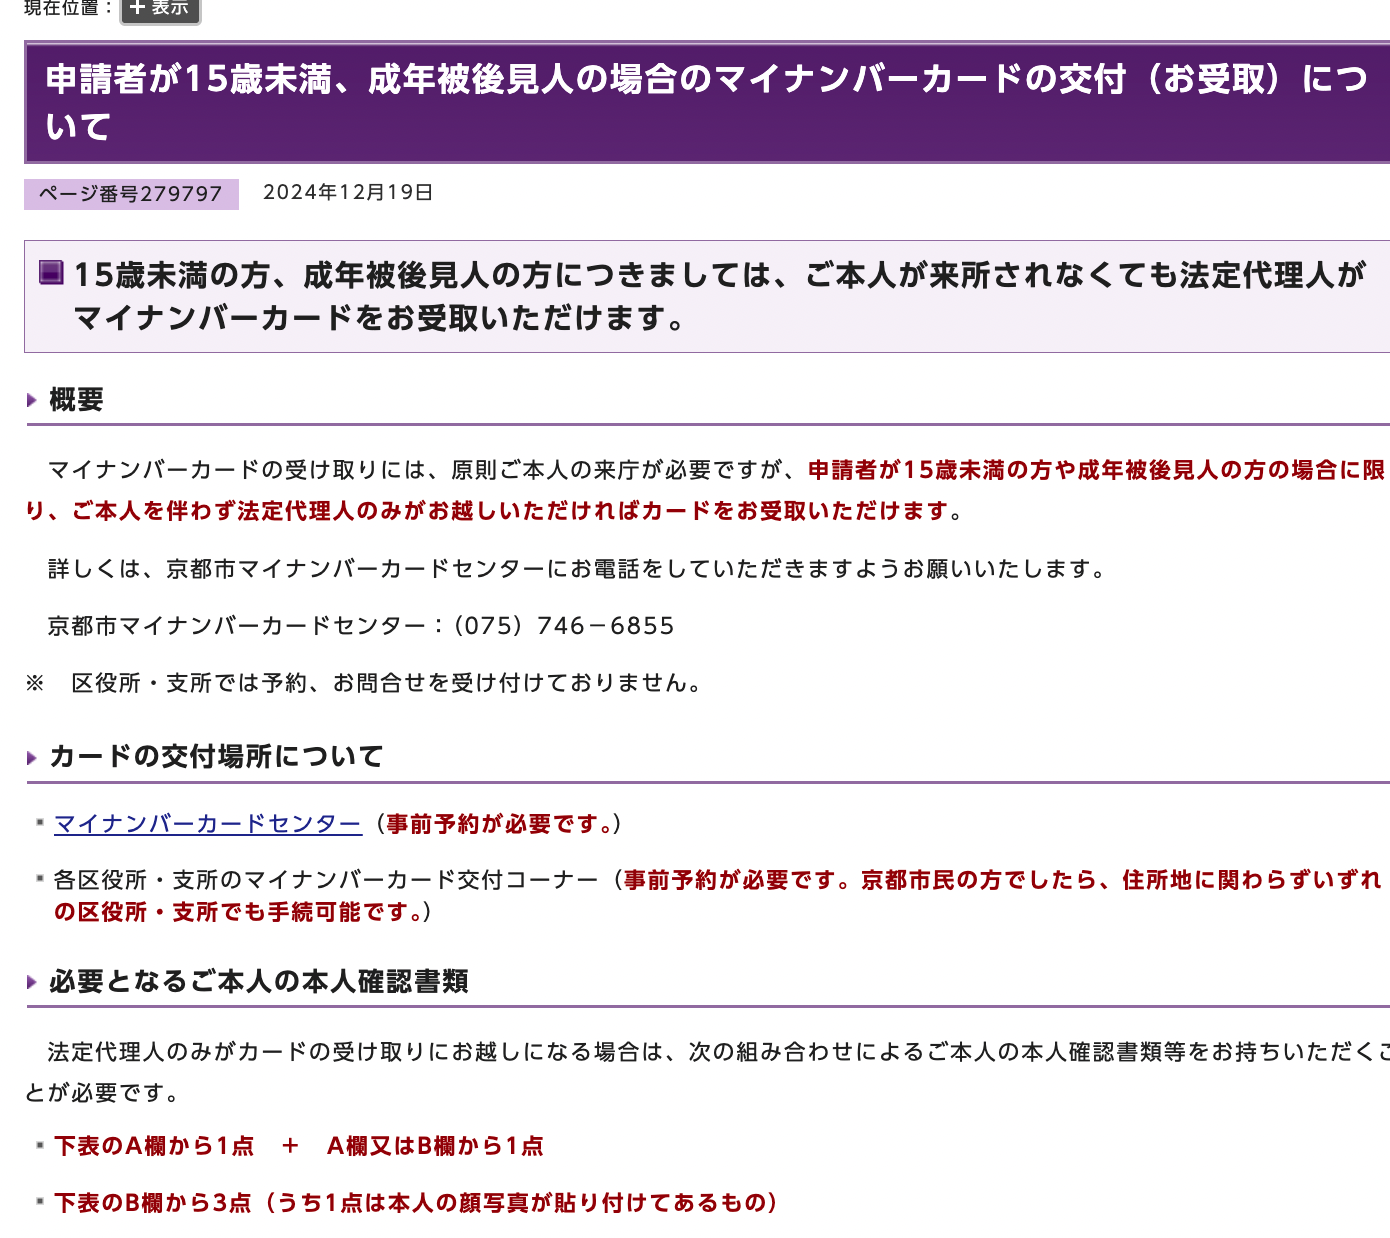 現在位置：
＋表示
申請者が15歳未満、成年被後見人の場合のマイナンバーカードの交付（お受取）につ
いて
ページ番号279797
2024年12月19日
15歳未満の方、成年被後見人の方につきましては、ご本人が来所されなくても法定代理人が
マイナンバーカードをお受取いただけます。
概要
マイナンバーカードの受け取りには、原則ご本人の来庁が必要ですが、申請者が15歳未満の方や成年被後見人の方の場合に限
り、ご本人を伴わず法定代理人のみがお越しいただければカードをお受取いただけます。
詳しくは、京都市マイナンバーカードセンターにお電話をしていただきますようお願いいたします。
京都市マイナンバーカードセンター：（075）746－6855
※　区役所・支所では予約、お問合せを受け付けておりません。
カードの交付場所について
マイナンバーカードセンター（事前予約が必要です。）
各区役所・支所のマイナンバーカード交付コーナー（事前予約が必要です。京都市民の方でしたら、住所地に関わらずいずれ
の区役所・支所でも手続可能です。）
必要となるご本人の本人確認書類
法定代理人のみがカードの受け取りにお越しになる場合は、次の組み合わせによるご本人の本人確認書類等をお持ちいただくこ
とが必要です。
下表のA欄から1点　＋　A欄又はB欄から1点
下表のB欄から3点（うち1点は本人の顔写真が貼り付けてあるもの）